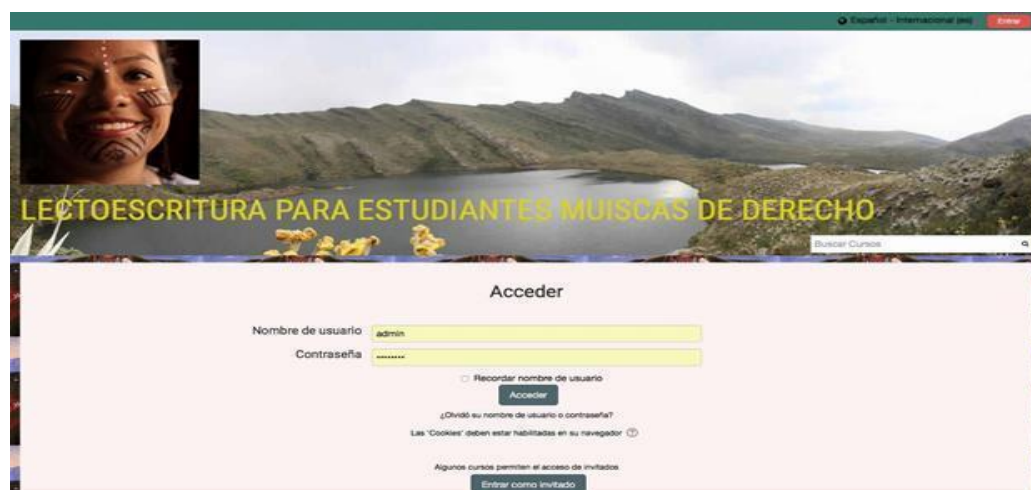 Español - Internacional (es) Entrar
LECTOESCRITURA PARA ESTUDIANTES MUISCAS DE DERECHO
Buscar Cursos
Acceder
Nombre de usuario admin
Contraseña ••••••••
Recordar nombre de usuario
Acceder
¿Olvidó su nombre de usuario o contraseña?
Las 'Cookies' deben estar habilitadas en su navegador
Algunos cursos permiten el acceso de invitados
Entrar como invitado